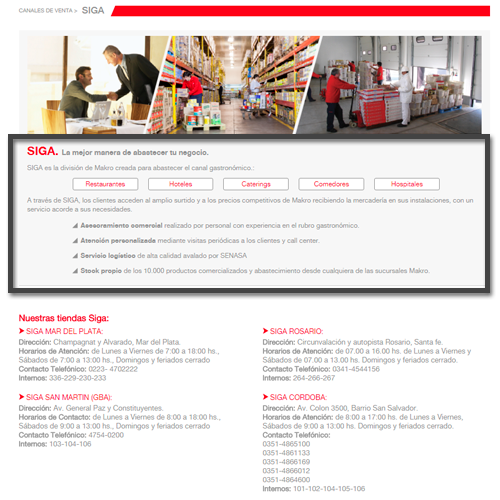 CANALES DE VENTA > SIGA
SIGA. La mejor manera de abastecer tu negocio.
SIGA es la división de Makro creada para abastecer el canal gastronómico.:
Restaurantes Hoteles Caterings Comedores Hospitales
A través de SIGA, los clientes acceden al amplio surtido y a los precios competitivos de Makro recibiendo la mercadería en sus instalaciones, con un
servicio acorde a sus necesidades.
Asesoramiento comercial realizado por personal con experiencia en el rubro gastronómico.
Atención personalizada mediante visitas periódicas a los clientes y call center.
Servicio logístico de alta calidad avalado por SENASA
Stock propio de los 10.000 productos comercializados y abastecimiento desde cualquiera de las sucursales Makro.
Nuestras tiendas Siga:
SIGA MAR DEL PLATA:
Dirección: Champagnat y Alvarado, Mar del Plata.
Horarios de Atención: de Lunes a Viernes de 7:00 a 18:00 hs.,
Sábados de 7:00 a 13:00 hs., Domingos y feriados cerrado
Contacto Telefónico: 0223- 4702222
Internos: 336-229-230-233
SIGA ROSARIO:
Dirección: Circunvalación y autopista Rosario, Santa fe.
Horarios de Atención: de 07.00 a 16.00 hs. de Lunes a Viernes y
Sábados de 07.00 a 13.00 hs. Domingos y feriados cerrado.
Contacto Telefónico: 0341-4544156
Internos: 264-266-267
SIGA SAN MARTIN (GBA):
Dirección: Av. General Paz y Constituyentes.
Horarios de Contacto: de Lunes a Viernes de 8:00 a 18:00 hs.,
Sábados de 9:00 a 13:00 hs., Domingos y feriados cerrado
Contacto Telefónico: 4754-0200
Internos: 103-104-106
SIGA CORDOBA:
Dirección: Av. Colon 3500, Barrio San Salvador.
Horarios de Atención: de 8:00 a 17:00 hs. de Lunes a Viernes,
Sábados de 9:00 a 13:00 hs. Domingos y feriados cerrado.
Contacto Telefónico:
0351-4865100
0351-4861133
0351-4866169
0351-4866012
0351-4864600
Internos: 101-102-104-105-106